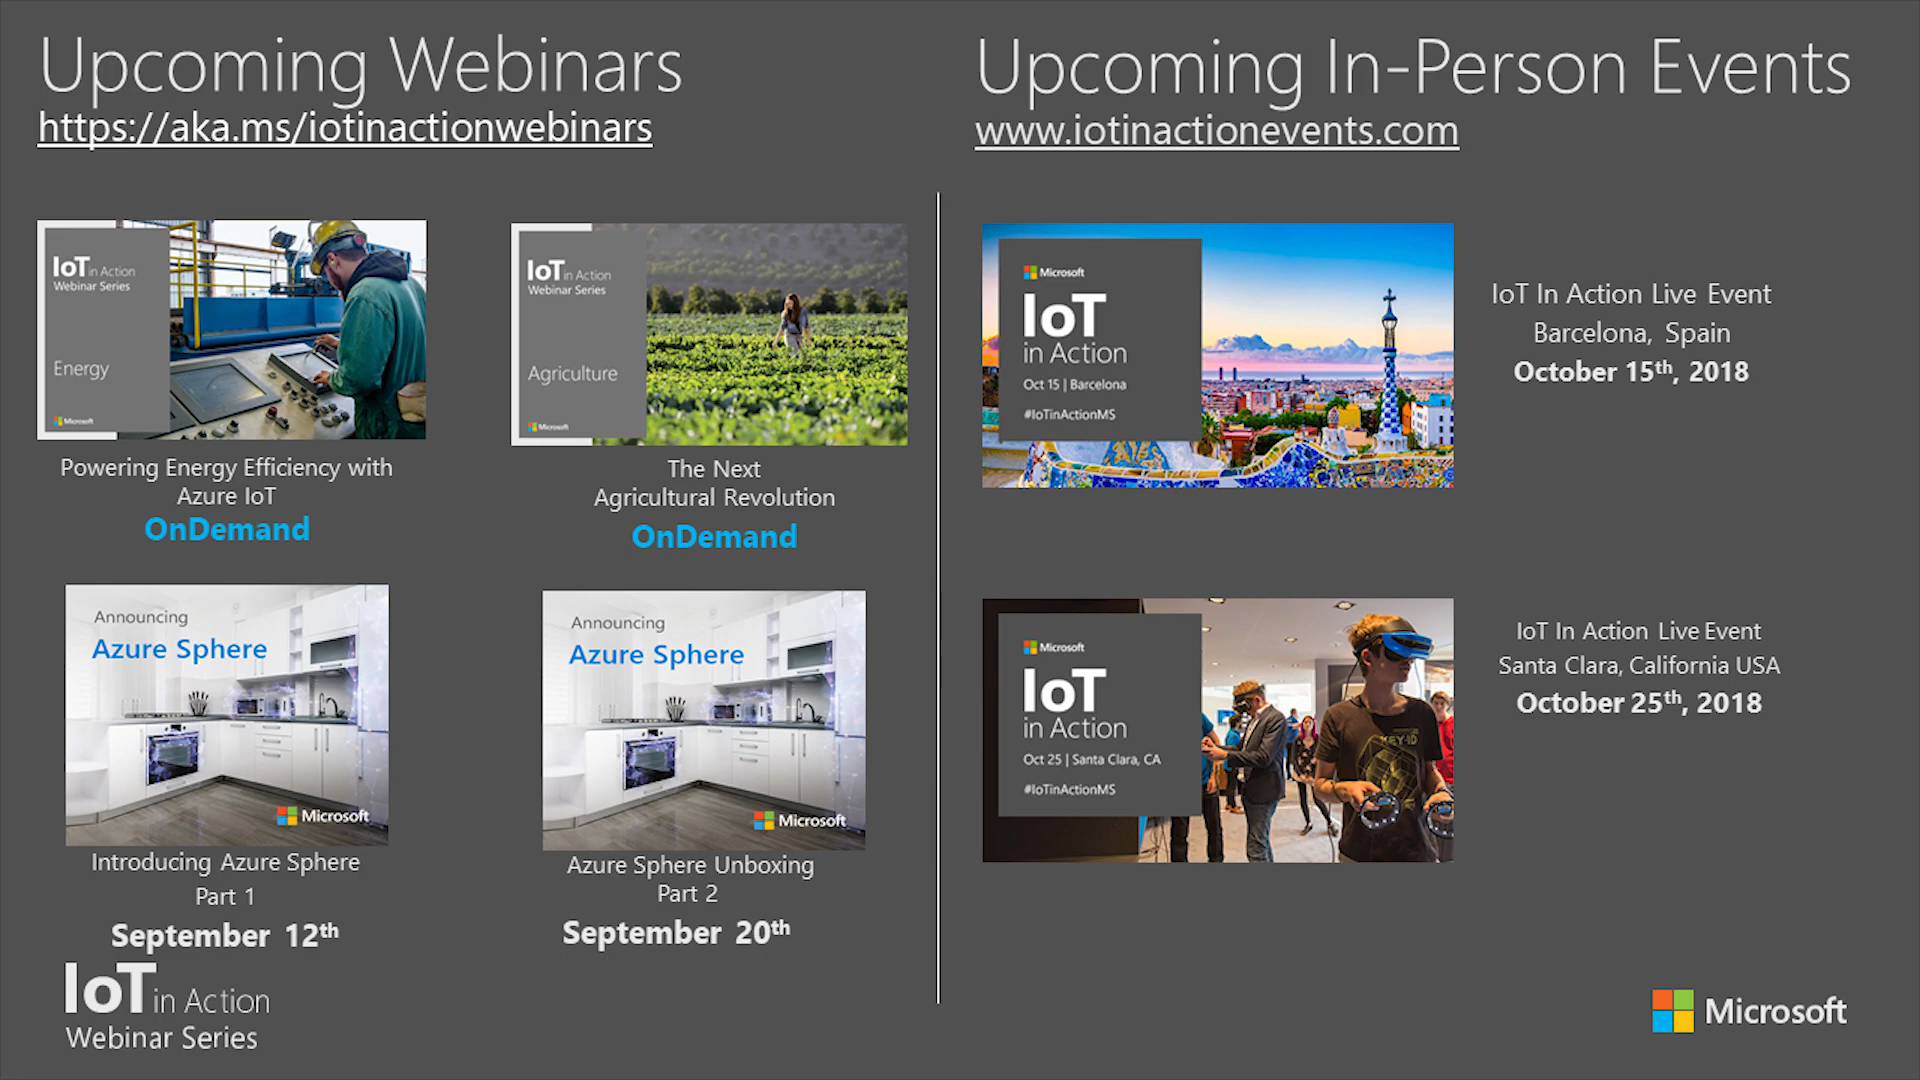 Upcoming Webinars
https://aka.ms/iotinactionwebinars
IoT in Action
Webinar Series
Energy
Microsoft
Powering Energy Efficiency with
Azure IoT
OnDemand
IoT in Action
Webinar Series
Agriculture
Microsoft
The Next
Agricultural Revolution
OnDemand
Announcing
Azure Sphere
Microsoft
Introducing Azure Sphere
Part 1
September 12th
Announcing
Azure Sphere
Microsoft
Azure Sphere Unboxing
Part 2
September 20th
IoT in Action
Webinar Series
Upcoming In-Person Events
www.iotinactionevents.com
Microsoft
IoT
in Action
Oct 15 | Barcelona
#IoTinActionMS
IoT In Action Live Event
Barcelona, Spain
October 15th, 2018
Microsoft
IoT
in Action
Oct 25 | Santa Clara, CA
#IoTinActionMS
KEY-10
IoT In Action Live Event
Santa Clara, California USA
October 25th, 2018
Microsoft